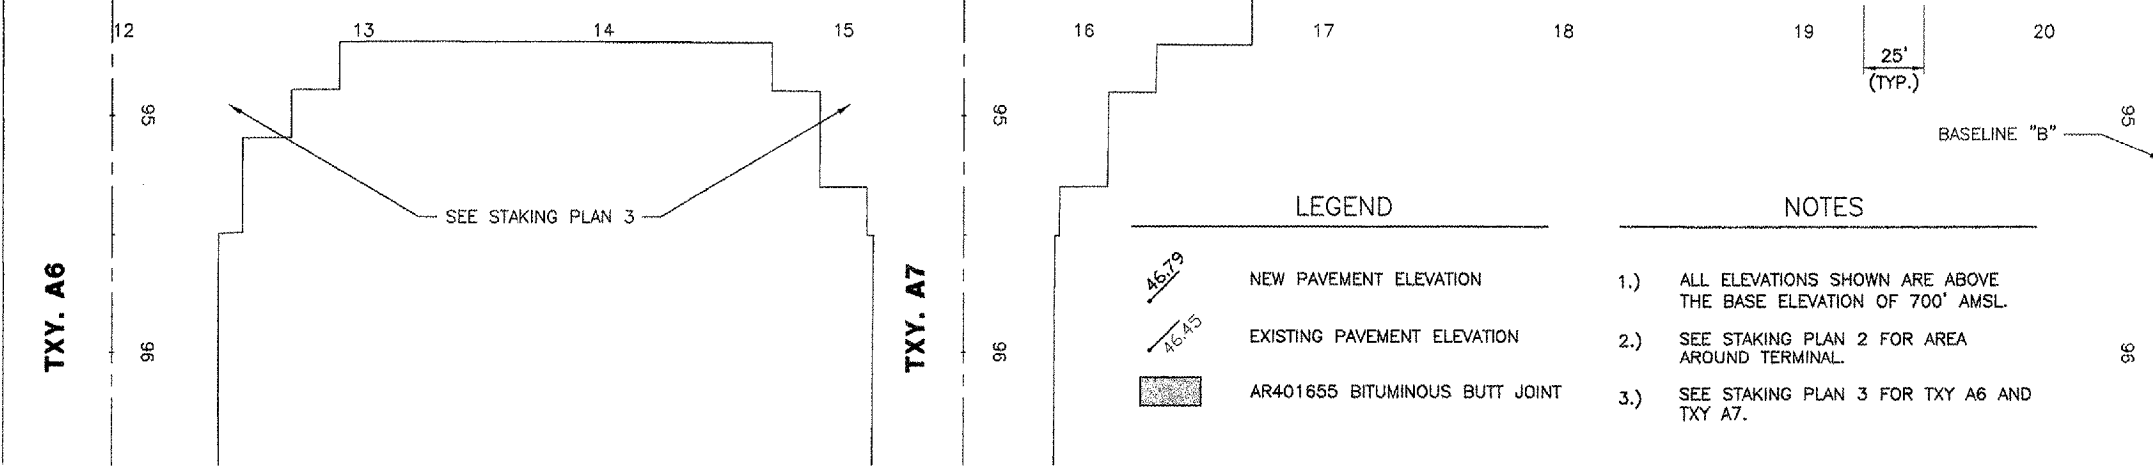 12 13 14 15 16 17 18 19 20
25'
(TYP.)
95 95 95
BASELINE "B"
SEE STAKING PLAN 3
TXY. A6
TXY. A7
96 96 96
LEGEND
46.79 NEW PAVEMENT ELEVATION
46.45 EXISTING PAVEMENT ELEVATION
AR401655 BITUMINOUS BUTT JOINT
NOTES
1.) ALL ELEVATIONS SHOWN ARE ABOVE
THE BASE ELEVATION OF 700' AMSL.
2.) SEE STAKING PLAN 2 FOR AREA
AROUND TERMINAL.
3.) SEE STAKING PLAN 3 FOR TXY A6 AND
TXY A7.